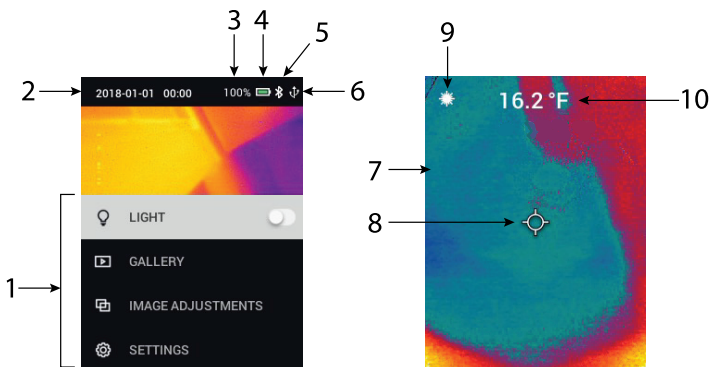 3 4 5
2 2018-01-01 00:00 100% 6
1 LIGHT
GALLERY
IMAGE ADJUSTMENTS
SETTINGS
9
16.2 °F 10
7
8